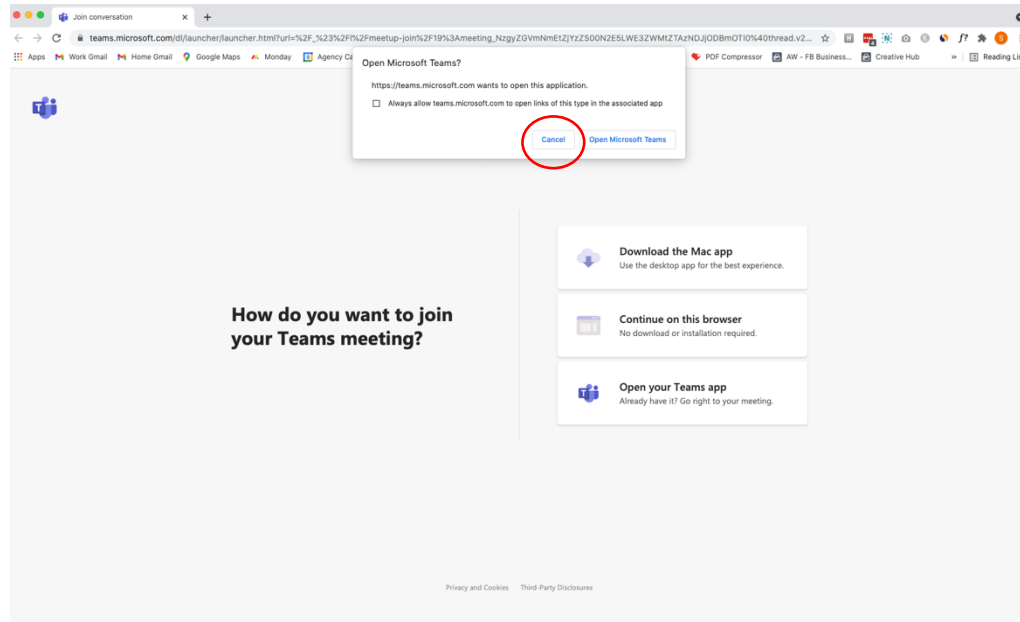 Join conversation
teams.microsoft.com/dl/launcher/launcher.html?url=%2F_%23%2Fl%2Fmeetup-join%2F19%3Ameeting_NzgyZGVmNmEtZjYzZS00N2E5LWE3ZWMtZTAzNDJjODBmOTI0%40thread.v2...
Apps Work Gmail Home Gmail Google Maps Monday Agency Ca PDF Compressor AW - FB Business... Creative Hub » Reading Lis
Open Microsoft Teams?
https://teams.microsoft.com wants to open this application.
Always allow teams.microsoft.com to open links of this type in the associated app
Cancel Open Microsoft Teams
Download the Mac app
Use the desktop app for the best experience.
How do you want to join
your Teams meeting?
Continue on this browser
No download or installation required.
Open your Teams app
Already have it? Go right to your meeting.
Privacy and Cookies Third-Party Disclosures